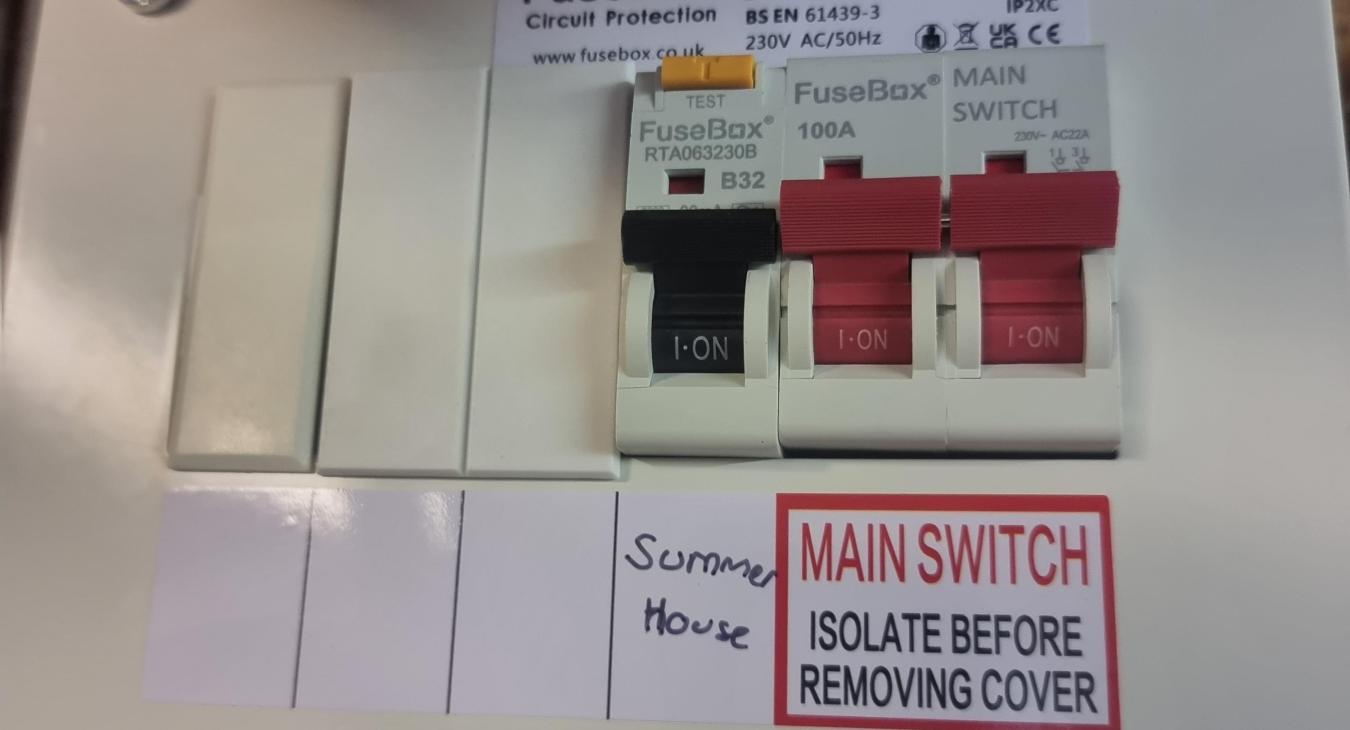 Circuit Protection
www.fusebox.co.uk
BS EN 61439-3
230V AC/50Hz
IP2XC
UK
CA
CE
TEST
FuseBox®
RTA063230B
B32
I·ON
FuseBox®
100A
I·ON
MAIN
SWITCH
230V~ AC22A
1 3
I·ON
Summer
House
MAIN SWITCH
ISOLATE BEFORE
REMOVING COVER